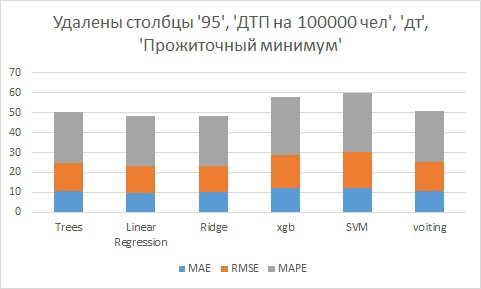 Удалены столбцы '95', 'ДТП на 100000 чел', 'дт',
'Прожиточный минимум'
70
60
50
40
30
20
10
0
Trees
Linear
Regression
Ridge
xgb
SVM
voiting
MAE RMSE MAPE